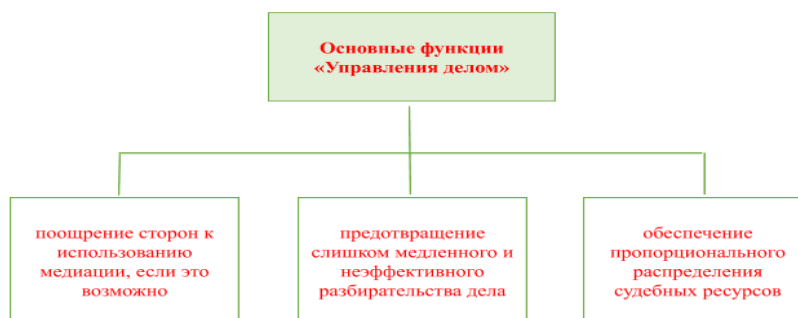 Основные функции
«Управления делом»
поощрение сторон к
использованию
медиации, если это
возможно
предотвращение
слишком медленного и
неэффективного
разбирательства дела
обеспечение
пропорционального
распределения
судебных ресурсов